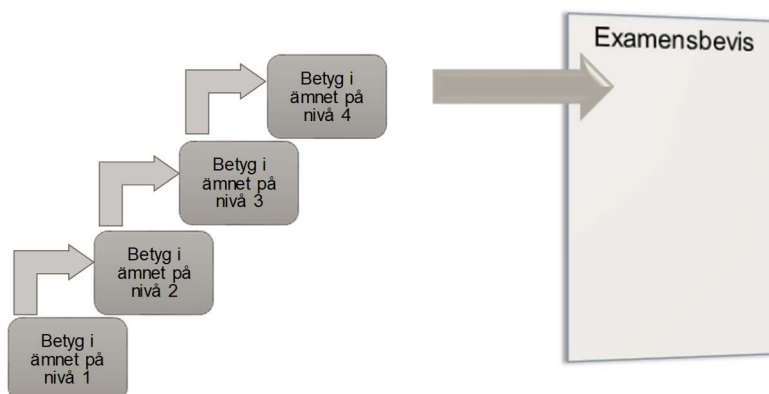 Examensbevis
Betyg i
ämnet på
nivå 4
Betyg i
ämnet på
nivå 3
Betyg i
ämnet på
nivå 2
Betyg i
ämnet på
nivå 1